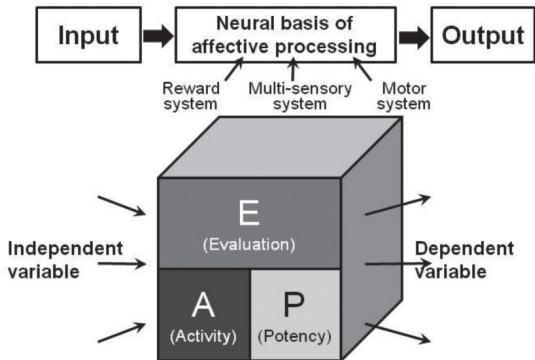 Input
Neural basis of
affective processing
Output
Reward
system
Multi-sensory
system
Motor
system
E
(Evaluation)
Independent
variable
Dependent
variable
A
(Activity)
P
(Potency)